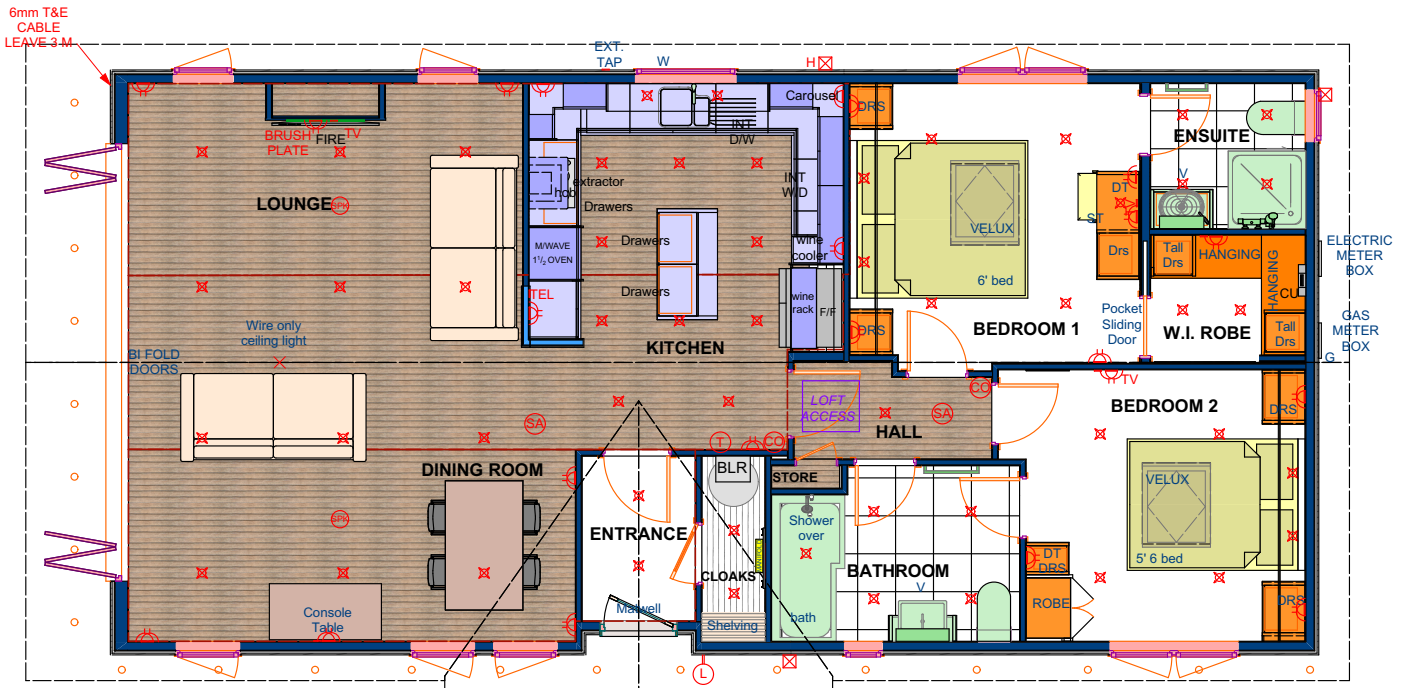 6mm T&E
CABLE
LEAVE 3 M
EXT.
TAP
W
H
BRUSH
PLATE
TV
FIRE
LOUNGE
SPK
Carousel
INT
D/W
extractor
hob
Drawers
INT
W/D
M/WAVE
1 1/2 OVEN
Drawers
Drawers
wine
cooler
wine
rack
F/F
TEL
KITCHEN
DRS
VELUX
6' bed
DRS
BEDROOM 1
DT
TV
ST
Drs
Pocket
Sliding
Door
ENSUITE
V
Tall
Drs
HANGING
HANGING
CU
Tall
Drs
W.I. ROBE
ELECTRIC
METER
BOX
GAS
METER
BOX
G
Wire only
ceiling light
BI FOLD
DOORS
SA
DINING ROOM
SPK
Console
Table
LOFT
ACCESS
HALL
SA
CO
T
CO
BLR
STORE
ENTRANCE
CLOAKS
Matwell
Shelving
L
Shower
over
bath
BATHROOM
V
TV
BEDROOM 2
DRS
VELUX
5' 6 bed
DT
DRS
ROBE
DRS